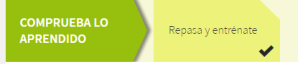 COMPRUEBA LO
APRENDIDO
Repasa y entrénate